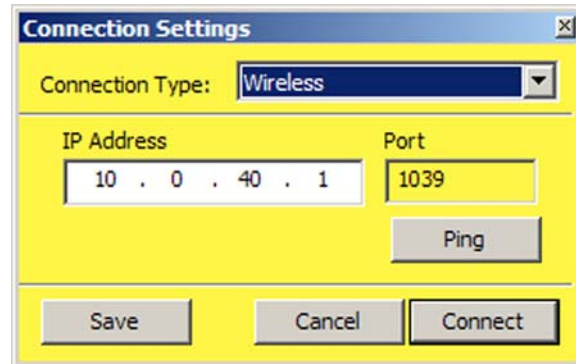 Connection Settings
Connection Type: Wireless
IP Address Port
10 . 0 . 40 . 1 1039
Ping
Save Cancel Connect